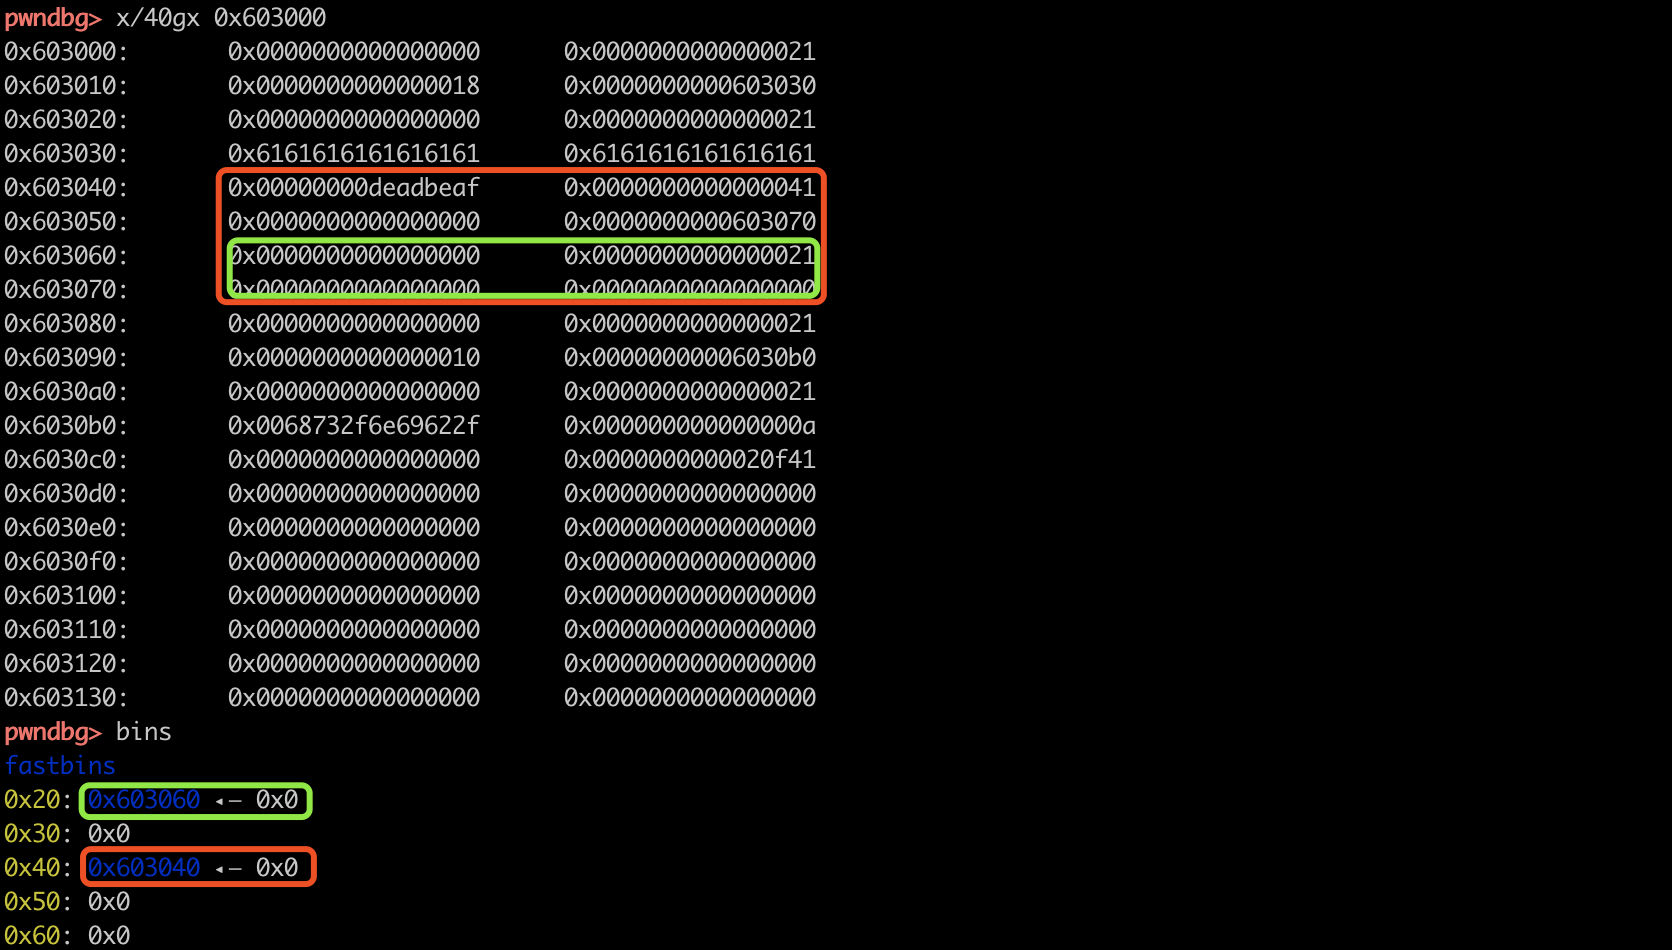 pwndbg> x/40gx 0x603000
0x603000: 0x0000000000000000 0x0000000000000021
0x603010: 0x0000000000000018 0x0000000000603030
0x603020: 0x0000000000000000 0x0000000000000021
0x603030: 0x6161616161616161 0x6161616161616161
0x603040: 0x00000000deadbeaf 0x0000000000000041
0x603050: 0x0000000000000000 0x0000000000603070
0x603060: 0x0000000000000000 0x0000000000000021
0x603070: 0x0000000000000000 0x0000000000000000
0x603080: 0x0000000000000000 0x0000000000000021
0x603090: 0x0000000000000010 0x00000000006030b0
0x6030a0: 0x0000000000000000 0x0000000000000021
0x6030b0: 0x0068732f6e69622f 0x000000000000000a
0x6030c0: 0x0000000000000000 0x0000000000020f41
0x6030d0: 0x0000000000000000 0x0000000000000000
0x6030e0: 0x0000000000000000 0x0000000000000000
0x6030f0: 0x0000000000000000 0x0000000000000000
0x603100: 0x0000000000000000 0x0000000000000000
0x603110: 0x0000000000000000 0x0000000000000000
0x603120: 0x0000000000000000 0x0000000000000000
0x603130: 0x0000000000000000 0x0000000000000000
pwndbg> bins
fastbins
0x20: 0x603060 ◂— 0x0
0x30: 0x0
0x40: 0x603040 ◂— 0x0
0x50: 0x0
0x60: 0x0